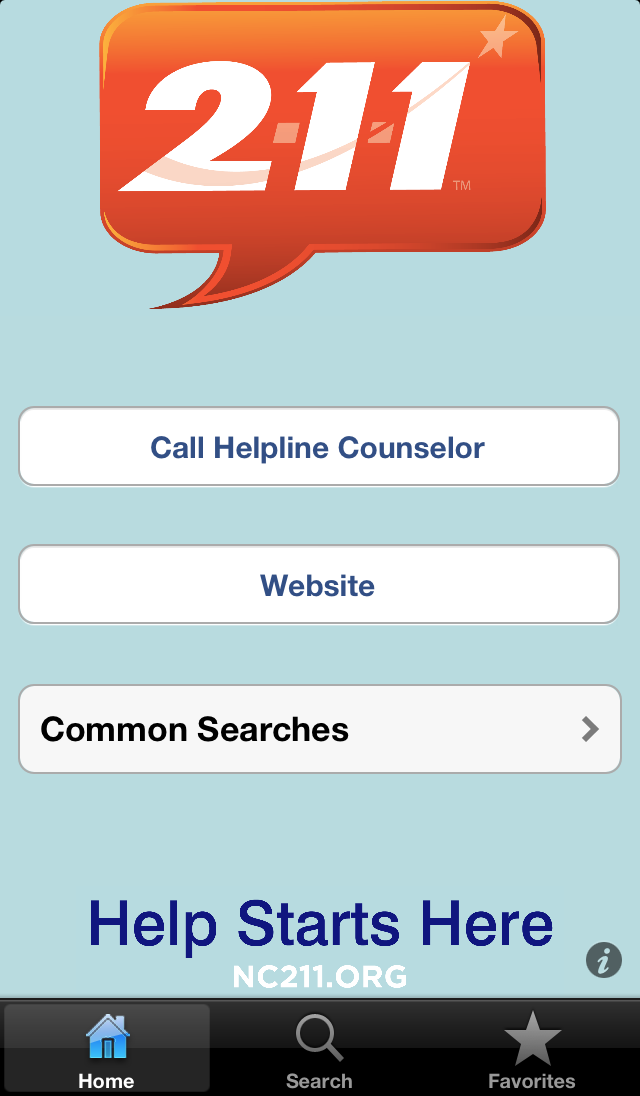 2-1-1
TM
Call Helpline Counselor
Website
Common Searches
Help Starts Here
NC211.ORG
i
Home
Search
Favorites